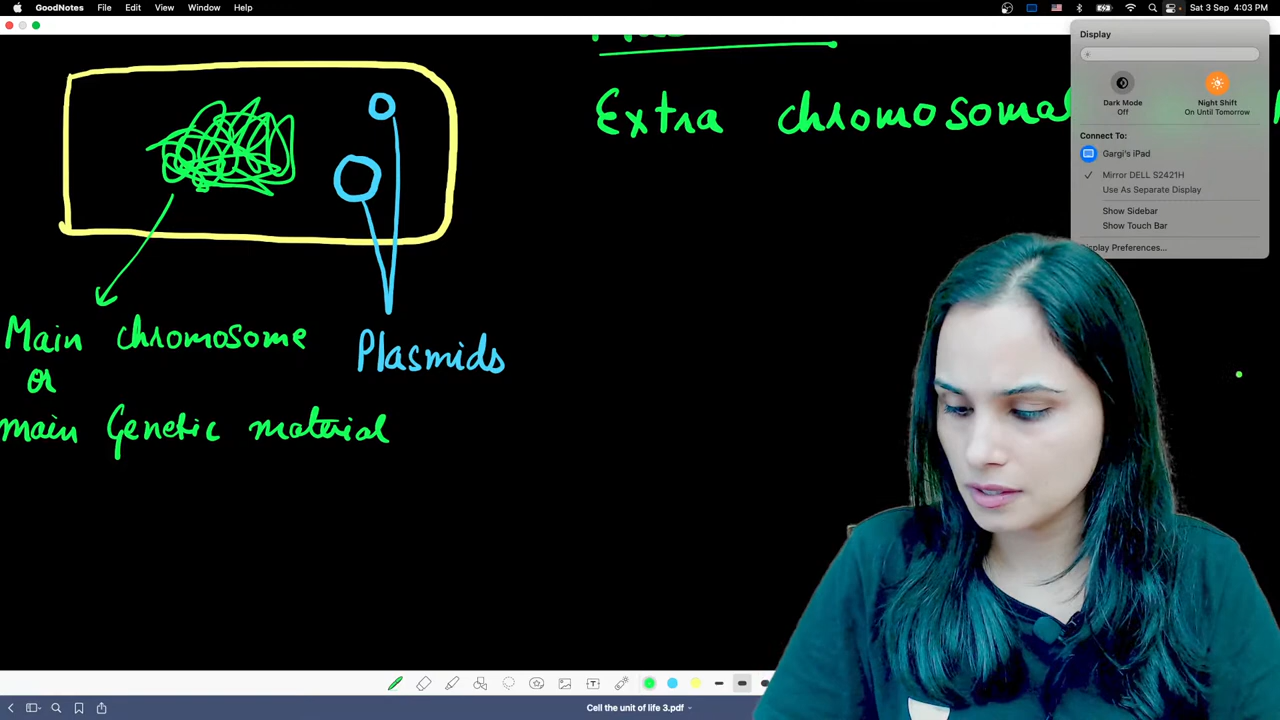 GoodNotes File Edit View Window Help Sat 3 Sep 4:03 PM
Display
Dark Mode
Off
Night Shift
On Until Tomorrow
Connect To:
Gargi's iPad
Mirror DELL S2421H
Use As Separate Display
Show Sidebar
Show Touch Bar
Display Preferences...
Extra chromosomal
Main chromosome
or
main Genetic material
Plasmids
Cell the unit of life 3.pdf